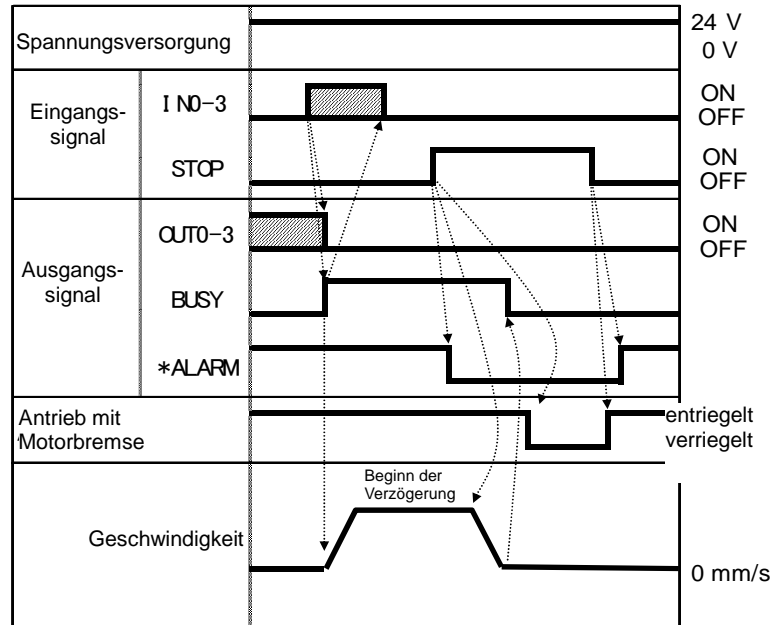 Spannungsversorgung
24 V
0 V
Eingangs-
signal
IN0-3
ON
OFF
STOP
ON
OFF
Ausgangs-
signal
OUT0-3
ON
OFF
BUSY
*ALARM
Antrieb mit
Motorbremse
entriegelt
verriegelt
Beginn der
Verzögerung
Geschwindigkeit
0 mm/s